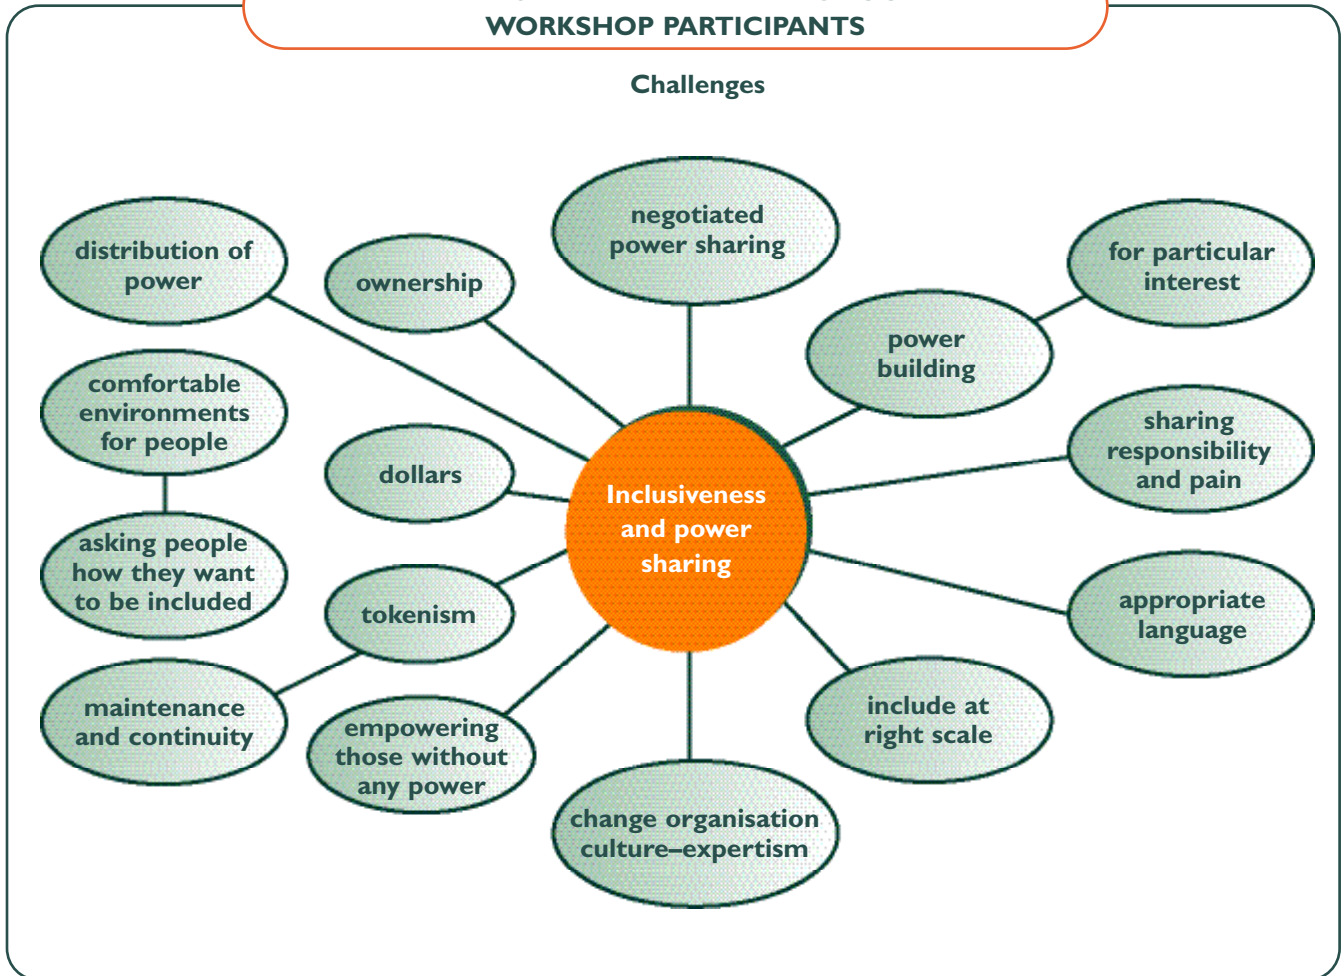 WORKSHOP PARTICIPANTS
Challenges
negotiated
power sharing
distribution of
power
ownership
for particular
interest
power
building
comfortable
environments
for people
sharing
responsibility
and pain
dollars
Inclusiveness
and power
sharing
asking people
how they want
to be included
tokenism
appropriate
language
maintenance
and continuity
empowering
those without
any power
include at
right scale
change organisation
culture–expertism